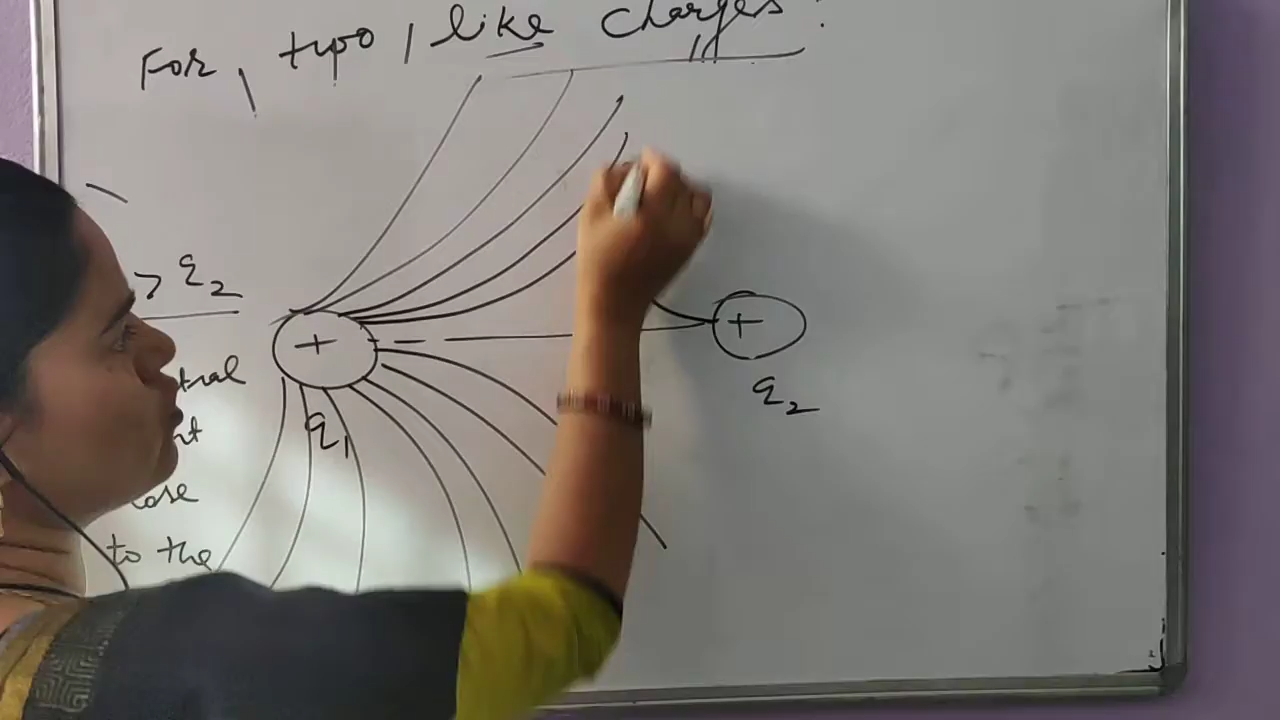 For, two, like charges:
> q₂
+
+
q₁
q₂
to the